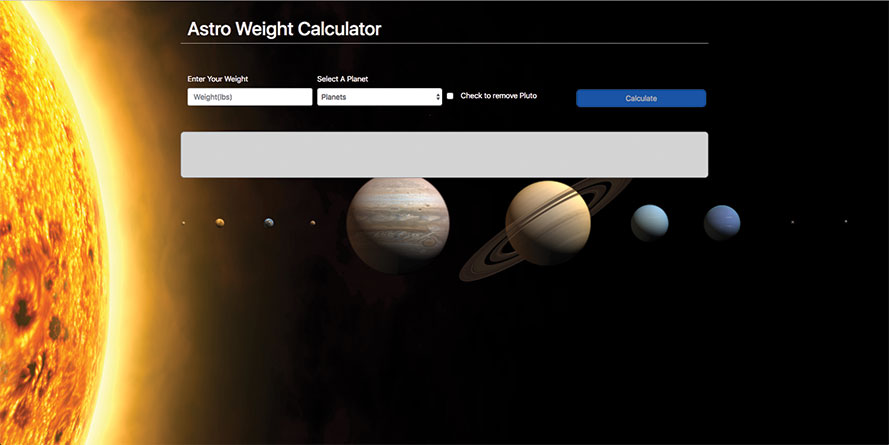 Astro Weight Calculator
Enter Your Weight
Select A Planet
Weight(lbs)
Planets
Check to remove Pluto
Calculate